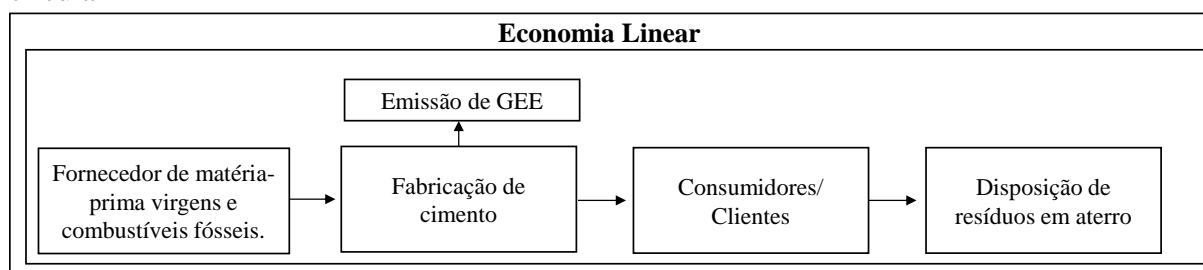 Economia Linear
Emissão de GEE
Fornecedor de matéria-
prima virgens e
combustíveis fósseis.
Fabricação de
cimento
Consumidores/
Clientes
Disposição de
resíduos em aterro